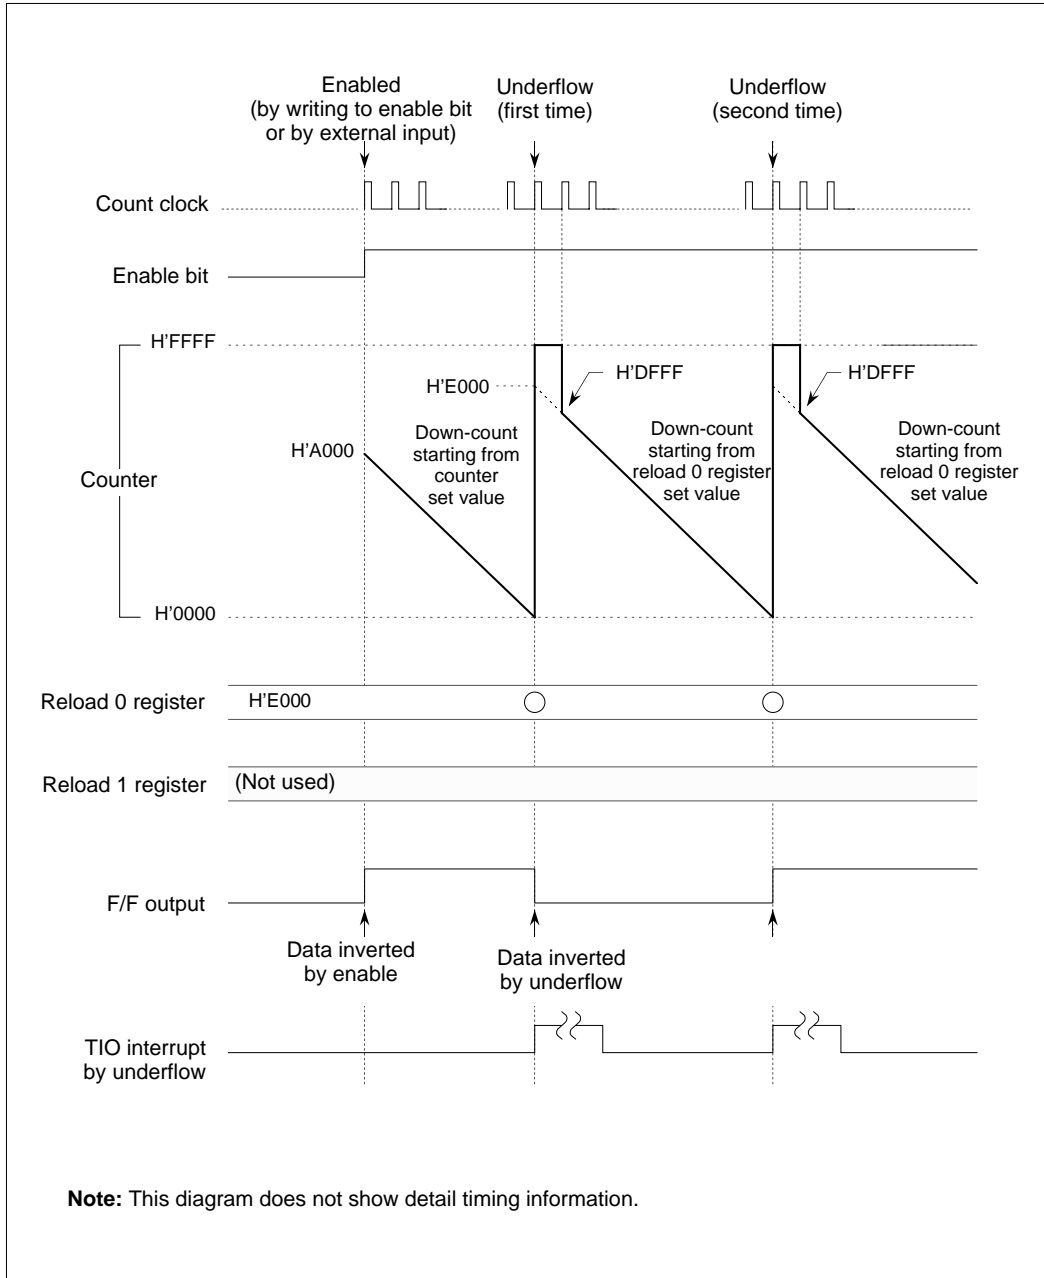 Enabled
(by writing to enable bit
or by external input)
Underflow
(first time)
Underflow
(second time)
Count clock
Enable bit
H'FFFF
H'E000
H'DFFF
H'DFFF
H'A000
Down-count
starting from
counter
set value
Down-count
starting from
reload 0 register
set value
Down-count
starting from
reload 0 register
set value
Counter
H'0000
Reload 0 register
H'E000
Reload 1 register
(Not used)
F/F output
Data inverted
by enable
Data inverted
by underflow
TIO interrupt
by underflow
Note: This diagram does not show detail timing information.